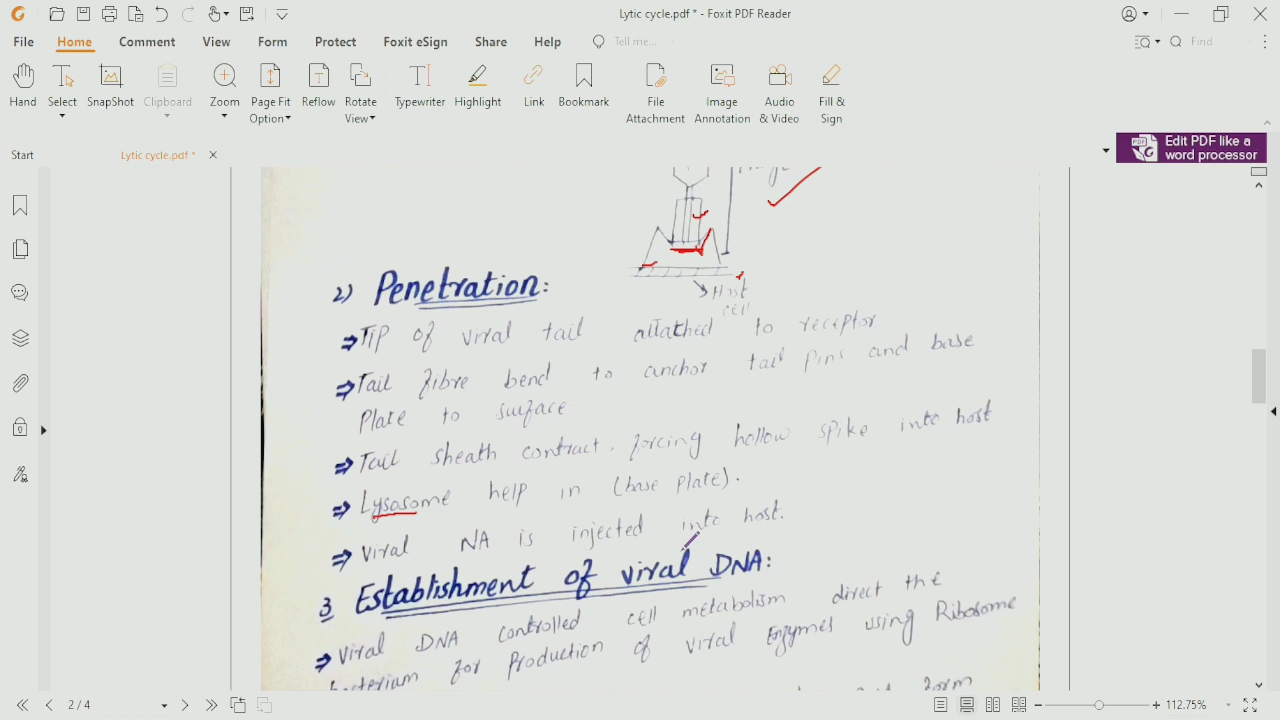 Lytic cycle.pdf * - Foxit PDF Reader
File Home Comment View Form Protect Foxit eSign Share Help Tell me... Find
Hand Select SnapShot Clipboard Zoom Page Fit Option Reflow Rotate View Typewriter Highlight Link Bookmark File Attachment Image Annotation Audio & Video Fill & Sign
Start Lytic cycle.pdf *
Edit PDF like a
word processor
Host
cell
2) Penetration:
⇒ Tip of viral tail attached to receptor
⇒ Tail fibre bend to anchor tail pins and base
Plate to surface
⇒ Tail sheath contract, forcing hollow spike into host
⇒ Lysosome help in (base plate).
⇒ Viral NA is injected into host.
3 Establishment of viral DNA:
⇒ Viral DNA controlled cell metabolism direct the
bacterium for Production of viral Enzymes using Ribosome
form
2 / 4
112.75%